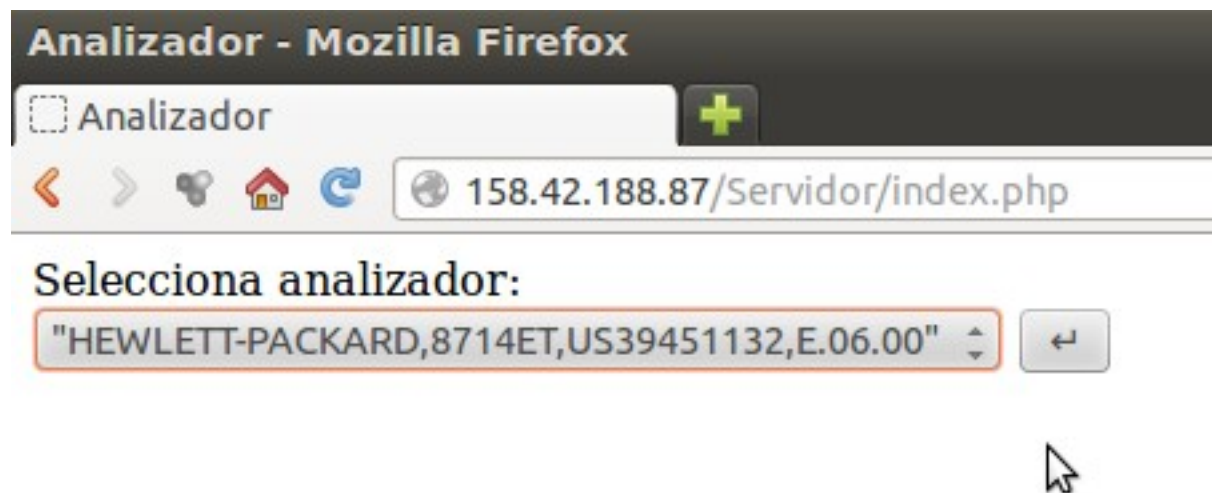 Analizador - Mozilla Firefox
Analizador
158.42.188.87/Servidor/index.php
Selecciona analizador:
"HEWLETT-PACKARD,8714ET,US39451132,E.06.00"